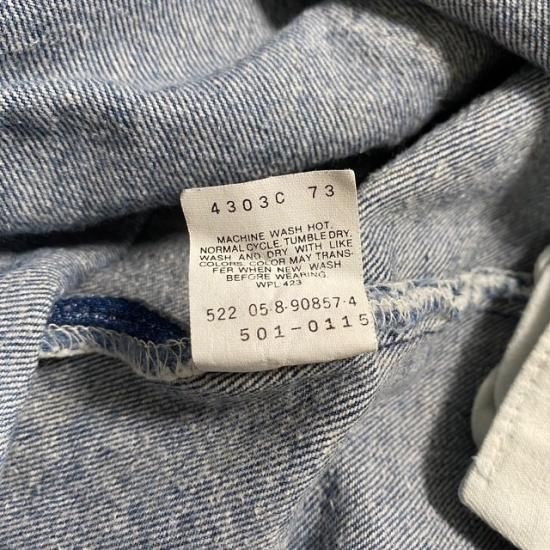 4303C 73
MACHINE WASH HOT,
NORMAL CYCLE, TUMBLE DRY,
WASH AND DRY WITH LIKE
COLORS. COLOR MAY TRANS-
FER WHEN NEW WASH
BEFORE WEARING.
WPL 423
522 05-8-90857-4
501-0115